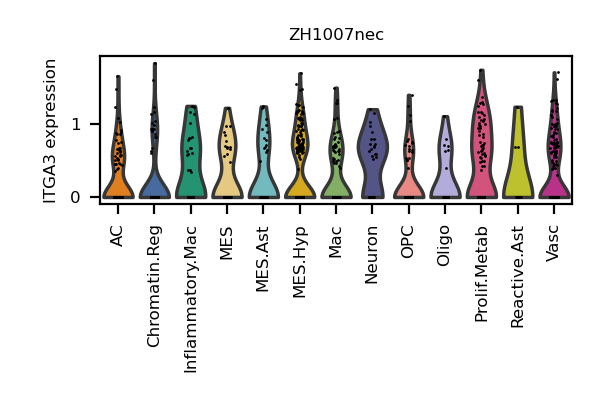 ZH1007nec
ITGA3 expression
1
0
AC
Chromatin.Reg
Inflammatory.Mac
MES
MES.Ast
MES.Hyp
Mac
Neuron
OPC
Oligo
Prolif.Metab
Reactive.Ast
Vasc